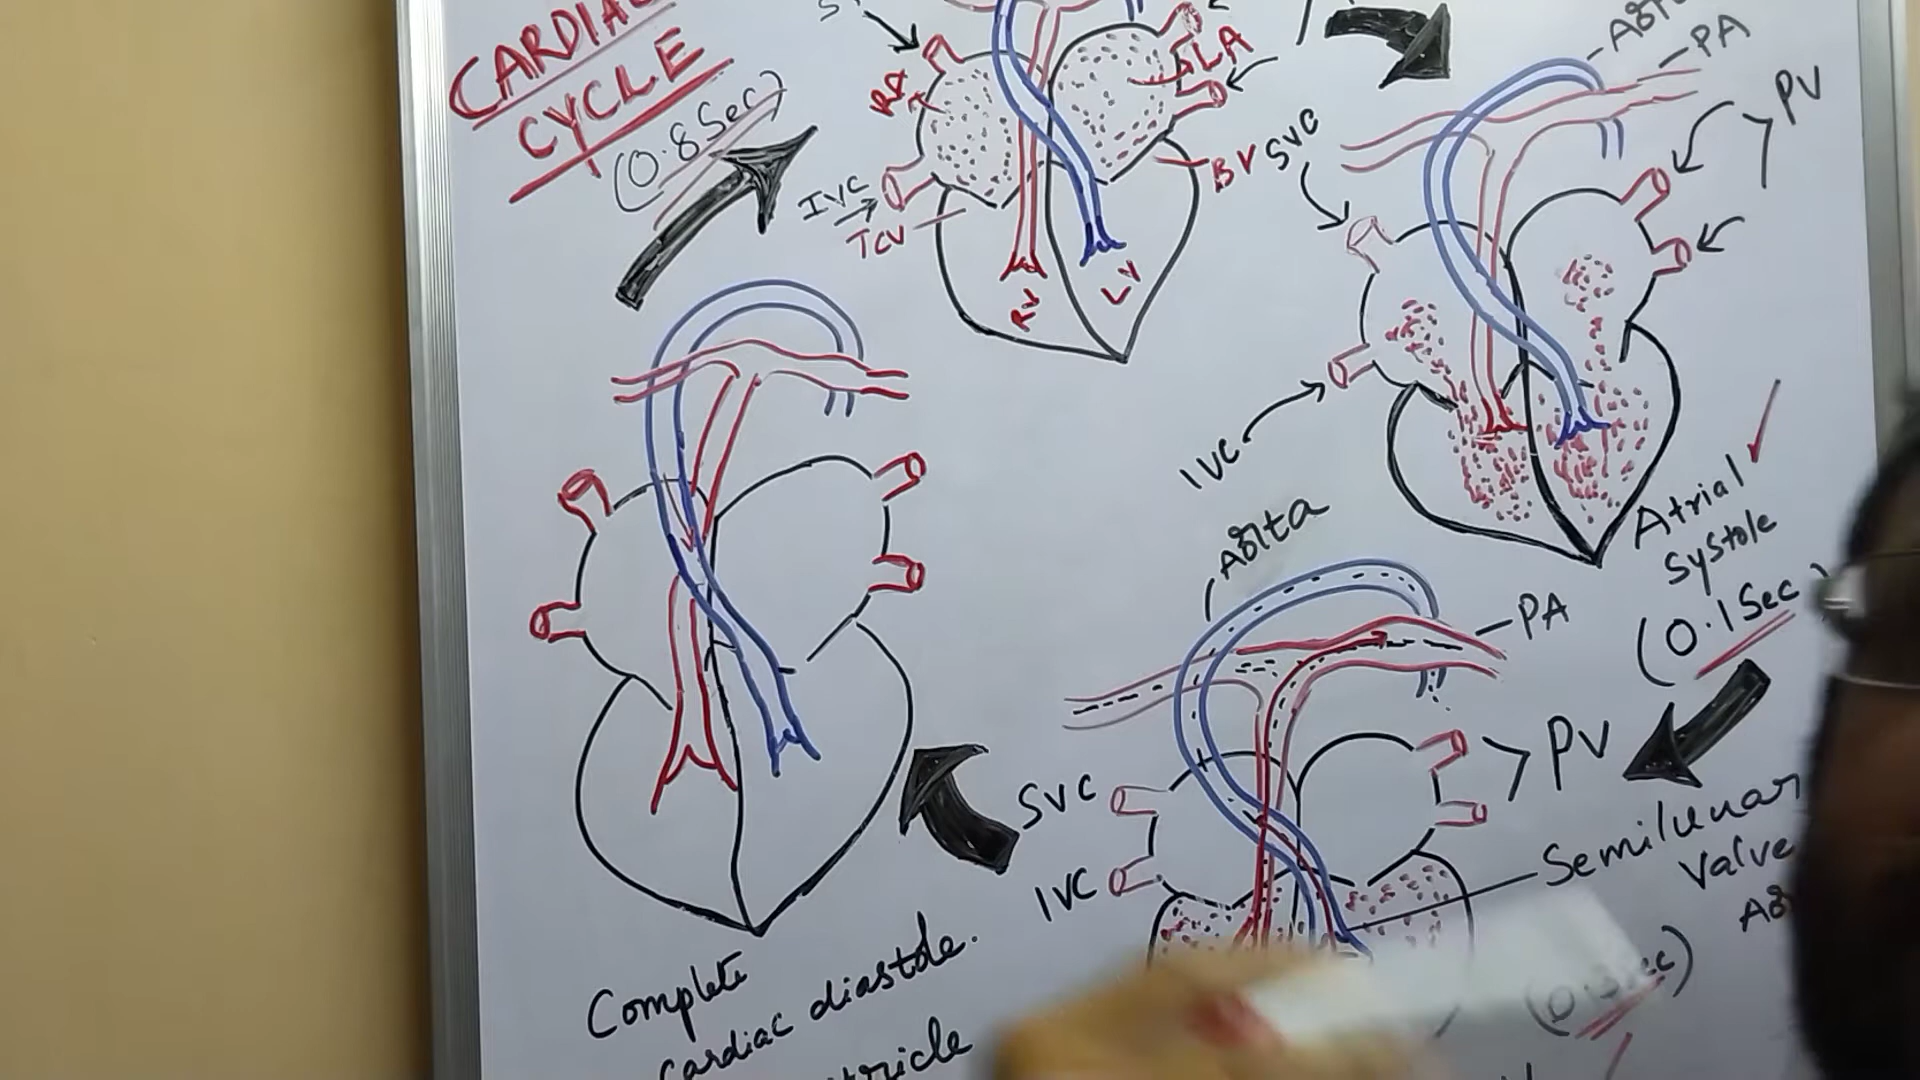 CARDIAC
CYCLE
(0.8 Sec)
RA
LA
IVC
TCV
BV
RV
LV
Aorta
PA
PV
SVC
IVC
Atrial
Systole
(0.1 Sec)
Aorta
PA
PV
SVC
IVC
Semilunar
Valve
Complete
Cardiac diastole.